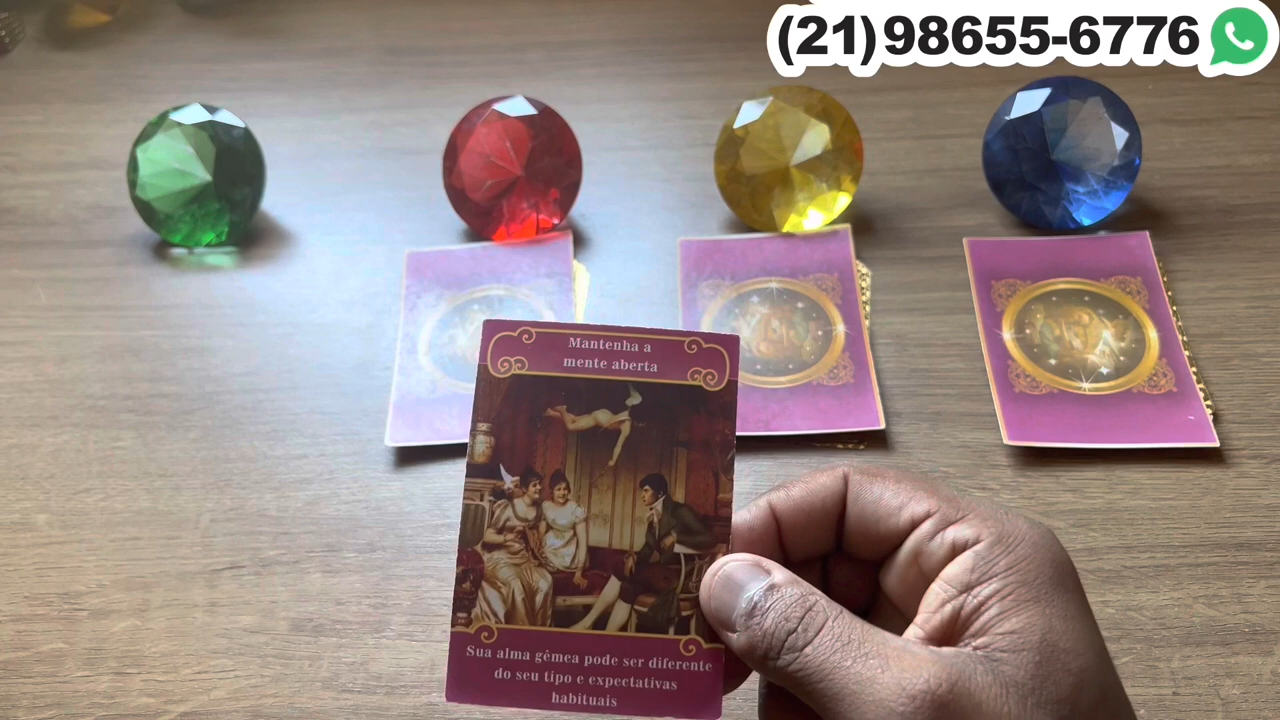 (21)98655-6776
Mantenha a
mente aberta
Sua alma gêmea pode ser diferente
do seu tipo e expectativas
habituais